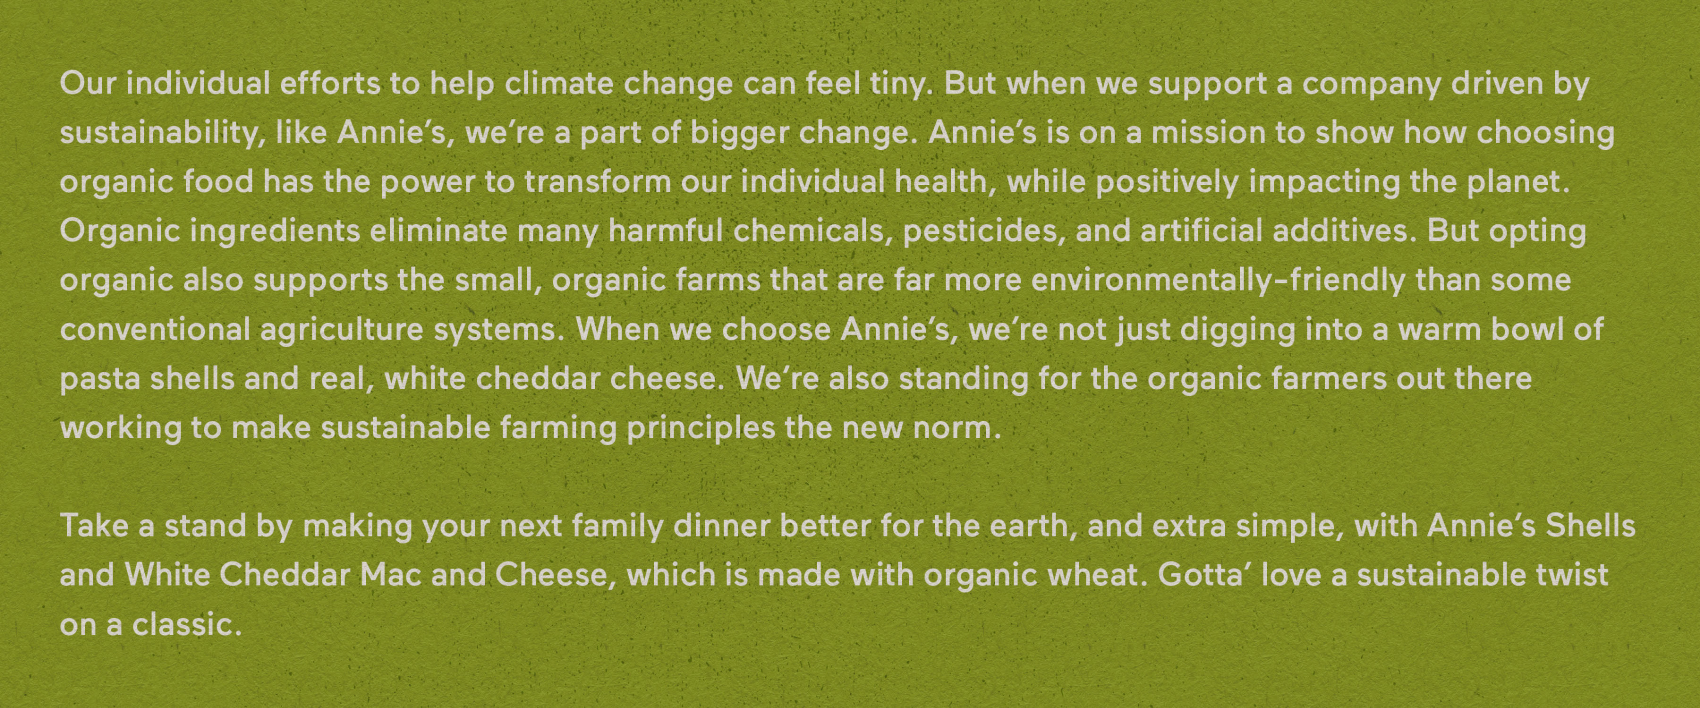 Our individual efforts to help climate change can feel tiny. But when we support a company driven by
sustainability, like Annie’s, we’re a part of bigger change. Annie’s is on a mission to show how choosing
organic food has the power to transform our individual health, while positively impacting the planet.
Organic ingredients eliminate many harmful chemicals, pesticides, and artificial additives. But opting
organic also supports the small, organic farms that are far more environmentally-friendly than some
conventional agriculture systems. When we choose Annie’s, we’re not just digging into a warm bowl of
pasta shells and real, white cheddar cheese. We’re also standing for the organic farmers out there
working to make sustainable farming principles the new norm.
Take a stand by making your next family dinner better for the earth, and extra simple, with Annie’s Shells
and White Cheddar Mac and Cheese, which is made with organic wheat. Gotta’ love a sustainable twist
on a classic.